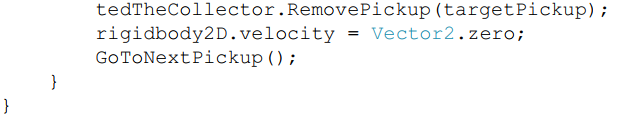 tedTheCollector.RemovePickup(targetPickup);
rigidbody2D.velocity = Vector2.zero;
GoToNextPickup();
}
}